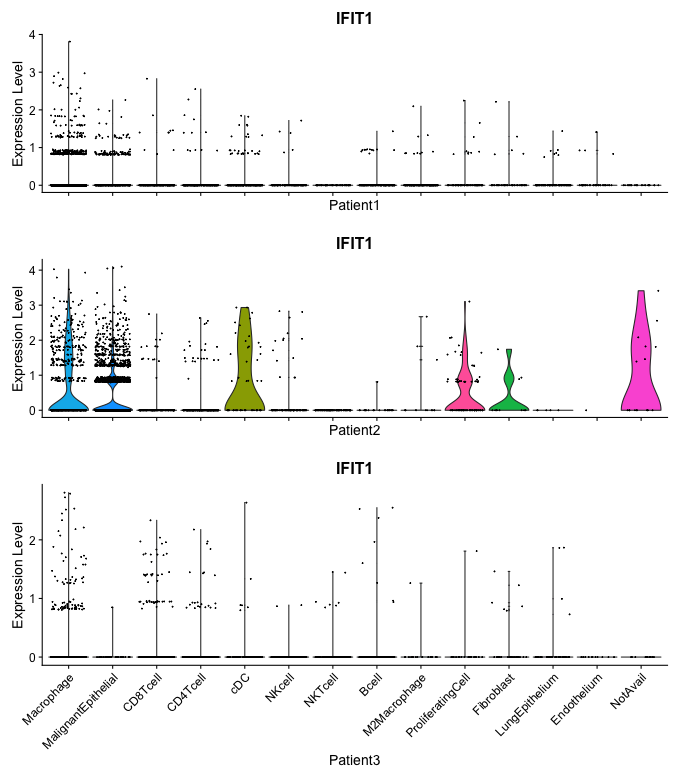 IFIT1
Expression Level
4
3
2
1
0
Patient1
IFIT1
Expression Level
4
3
2
1
0
Patient2
IFIT1
Expression Level
2
1
0
Macrophage
MalignantEpithelial
CD8Tcell
CD4Tcell
cDC
NKcell
NKTcell
Bcell
M2Macrophage
ProliferatingCell
Fibroblast
LungEpithelium
Endothelium
NotAvail
Patient3